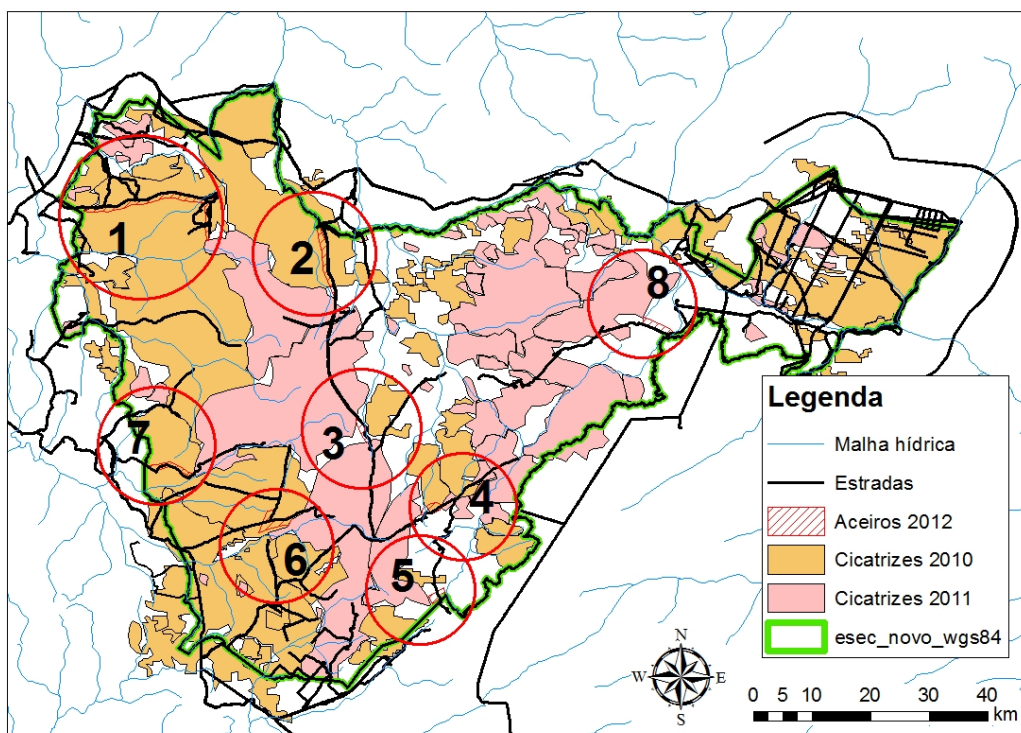 1
2
8
3
7
4
6
5
Legenda
Malha hídrica
Estradas
Aceiros 2012
Cicatrizes 2010
Cicatrizes 2011
esec_novo_wgs84
N
W E
S
0 5 10 20 30 40
km